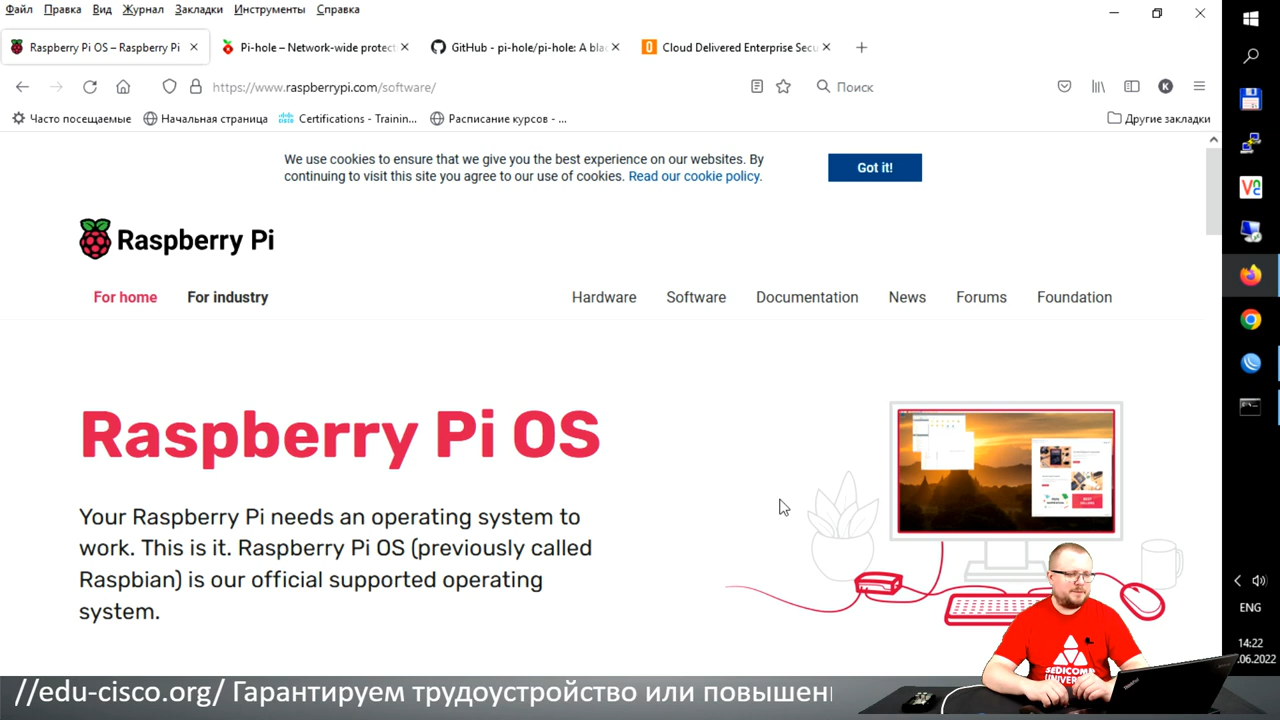 Файл Правка Вид Журнал Закладки Инструменты Справка
Raspberry Pi OS – Raspberry Pi
Pi-hole – Network-wide protect
GitHub - pi-hole/pi-hole: A bla
Cloud Delivered Enterprise Secu
https://www.raspberrypi.com/software/
Поиск
K
Часто посещаемые
Начальная страница
Certifications - Trainin...
Расписание курсов - ...
Другие закладки
We use cookies to ensure that we give you the best experience on our websites. By
continuing to visit this site you agree to our use of cookies. Read our cookie policy.
Got it!
Raspberry Pi
For home For industry
Hardware Software Documentation News Forums Foundation
Raspberry Pi OS
Your Raspberry Pi needs an operating system to
work. This is it. Raspberry Pi OS (previously called
Raspbian) is our official supported operating
system.
ENG
14:22
.06.2022
SEDICOMM
ThinkPad
//edu-cisco.org/ Гарантируем трудоустройство или повышен